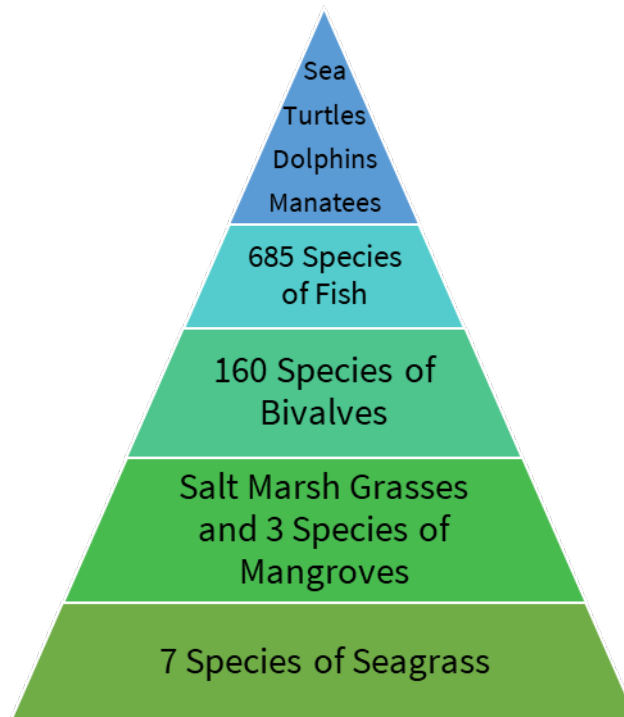 Sea
Turtles
Dolphins
Manatees
685 Species
of Fish
160 Species of
Bivalves
Salt Marsh Grasses
and 3 Species of
Mangroves
7 Species of Seagrass